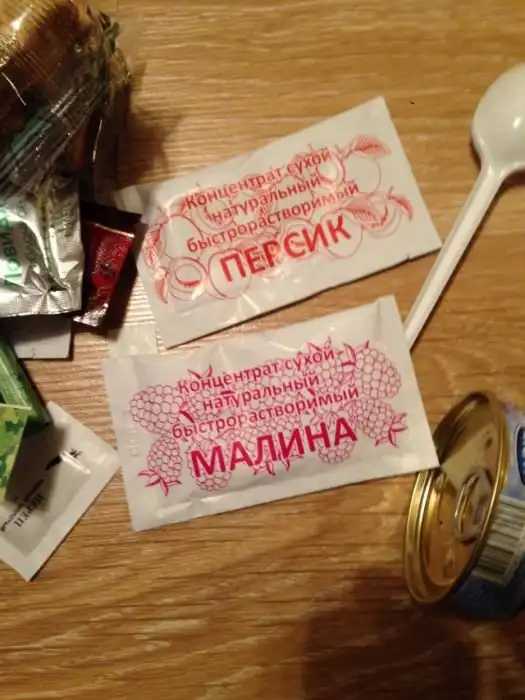 Концентрат сухой
натуральный
быстрорастворимый
ПЕРСИК
Концентрат сухой
натуральный
быстрорастворимый
МАЛИНА